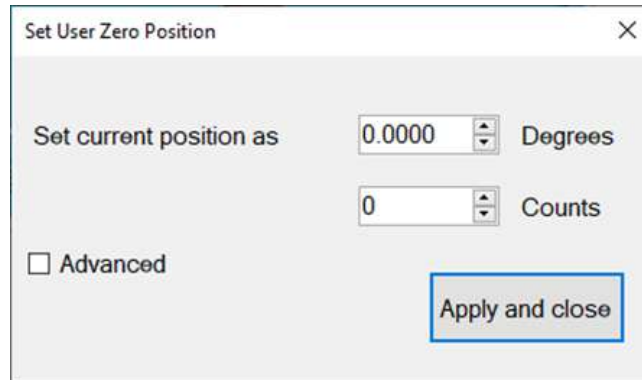 Set User Zero Position
Set current position as 0.0000 Degrees
0 Counts
Advanced
Apply and close